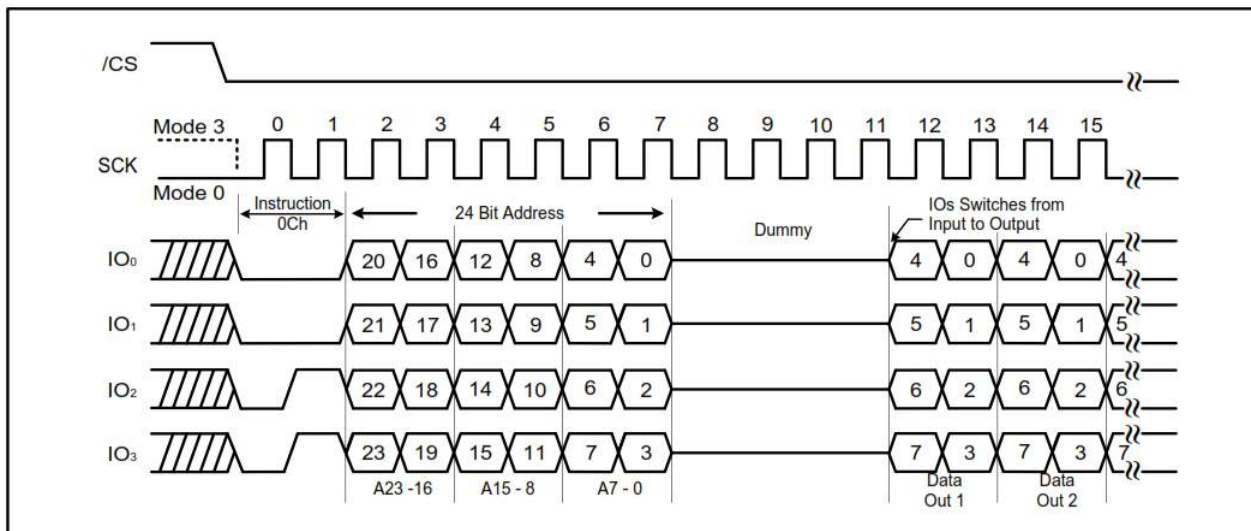 /CS
Mode 3 0 1 2 3 4 5 6 7 8 9 10 11 12 13 14 15
SCK
Mode 0
Instruction
0Ch
24 Bit Address
Dummy
IOs Switches from
Input to Output
IO₀ 20 16 12 8 4 0 4 0 4 0 4
IO₁ 21 17 13 9 5 1 5 1 5 1 5
IO₂ 22 18 14 10 6 2 6 2 6 2 6
IO₃ 23 19 15 11 7 3 7 3 7 3 7
A23 -16 A15 - 8 A7 - 0
Data
Out 1
Data
Out 2